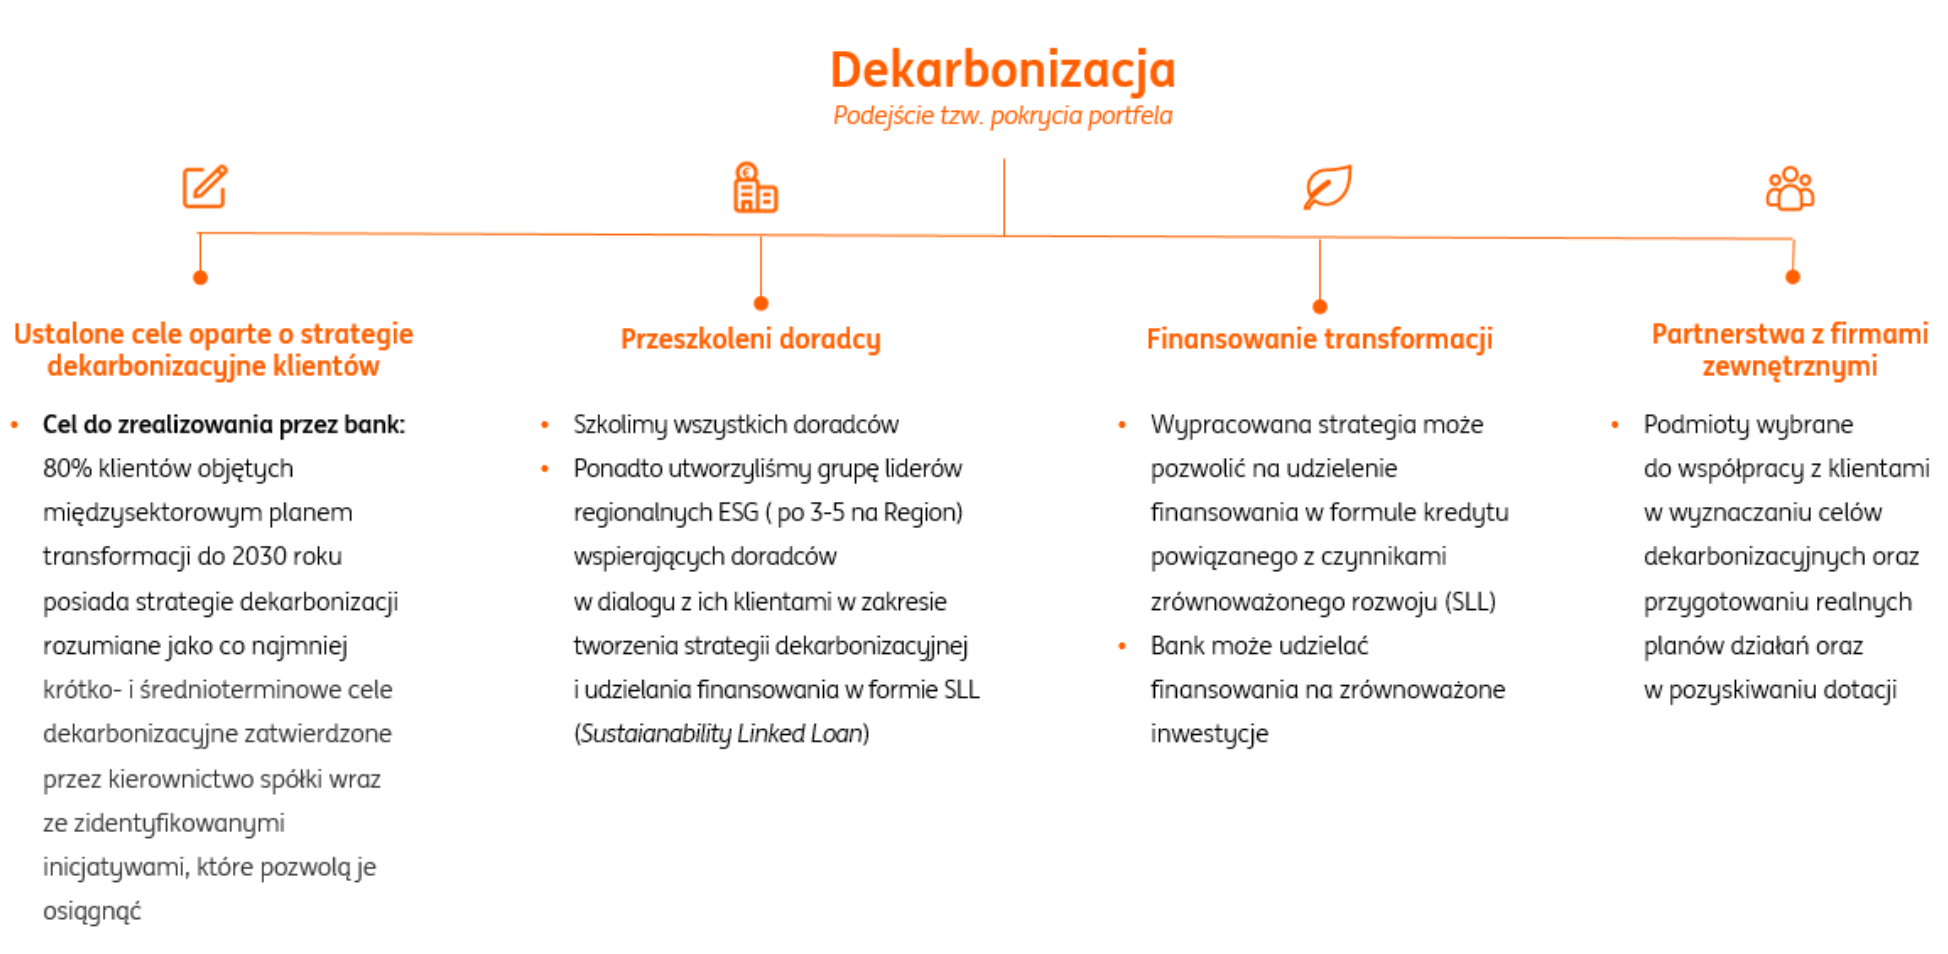 Dekarbonizacja
Podejście tzw. pokrycia portfela
Ustalone cele oparte o strategie
dekarbonizacyjne klientów
• Cel do zrealizowania przez bank:
80% klientów objętych
międzysektorowym planem
transformacji do 2030 roku
posiada strategie dekarbonizacji
rozumiane jako co najmniej
krótko- i średnioterminowe cele
dekarbonizacyjne zatwierdzone
przez kierownictwo spółki wraz
ze zidentyfikowanymi
inicjatywami, które pozwolą je
osiągnąć
Przeszkoleni doradcy
• Szkolimy wszystkich doradców
• Ponadto utworzyliśmy grupę liderów
regionalnych ESG ( po 3-5 na Region)
wspierających doradców
w dialogu z ich klientami w zakresie
tworzenia strategii dekarbonizacyjnej
i udzielania finansowania w formie SLL
(Sustaianability Linked Loan)
Finansowanie transformacji
• Wypracowana strategia może
pozwolić na udzielenie
finansowania w formule kredytu
powiązanego z czynnikami
zrównoważonego rozwoju (SLL)
• Bank może udzielać
finansowania na zrównoważone
inwestycje
Partnerstwa z firmami
zewnętrznymi
• Podmioty wybrane
do współpracy z klientami
w wyznaczaniu celów
dekarbonizacyjnych oraz
przygotowaniu realnych
planów działań oraz
w pozyskiwaniu dotacji